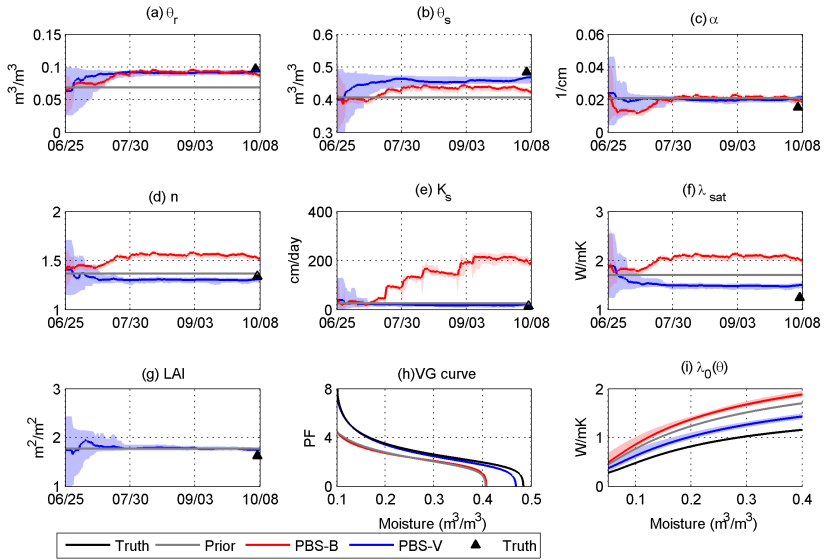 (a) θr
(b) θs
(c) α
m³/m³
0.15
0.1
0.05
0
06/25 07/30 09/03 10/08
m³/m³
0.6
0.5
0.4
0.3
06/25 07/30 09/03 10/08
1/cm
0.06
0.04
0.02
0
06/25 07/30 09/03 10/08
(d) n
(e) Ks
(f) λsat
2
1.5
1
06/25 07/30 09/03 10/08
cm/day
400
200
0
06/25 07/30 09/03 10/08
W/mK
3
2
1
06/25 07/30 09/03 10/08
(g) LAI
(h)VG curve
(i) λ0(θ)
m²/m²
3
2
1
06/25 07/30 09/03 10/08
PF
8
4
0
0.1 0.2 0.3 0.4 0.5
Moisture (m³/m³)
W/mK
2
1
0
0.1 0.2 0.3 0.4
Moisture (m³/m³)
Truth Prior PBS-B PBS-V Truth